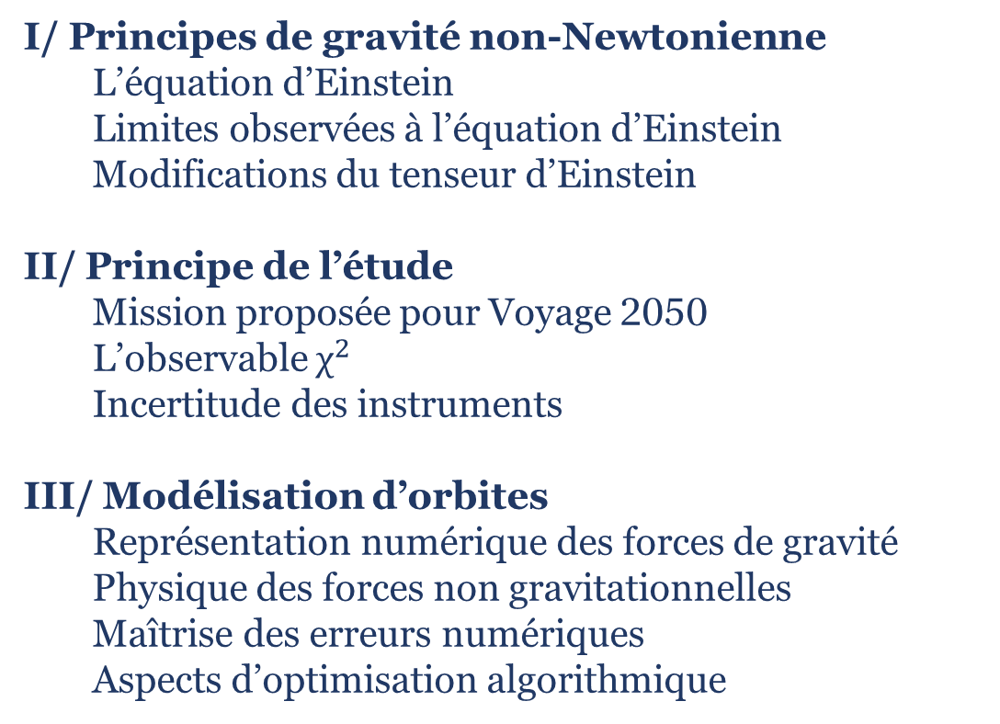 I/ Principes de gravité non-Newtonienne
L’équation d’Einstein
Limites observées à l’équation d’Einstein
Modifications du tenseur d’Einstein
II/ Principe de l’étude
Mission proposée pour Voyage 2050
L’observable χ²
Incertitude des instruments
III/ Modélisation d’orbites
Représentation numérique des forces de gravité
Physique des forces non gravitationnelles
Maîtrise des erreurs numériques
Aspects d’optimisation algorithmique